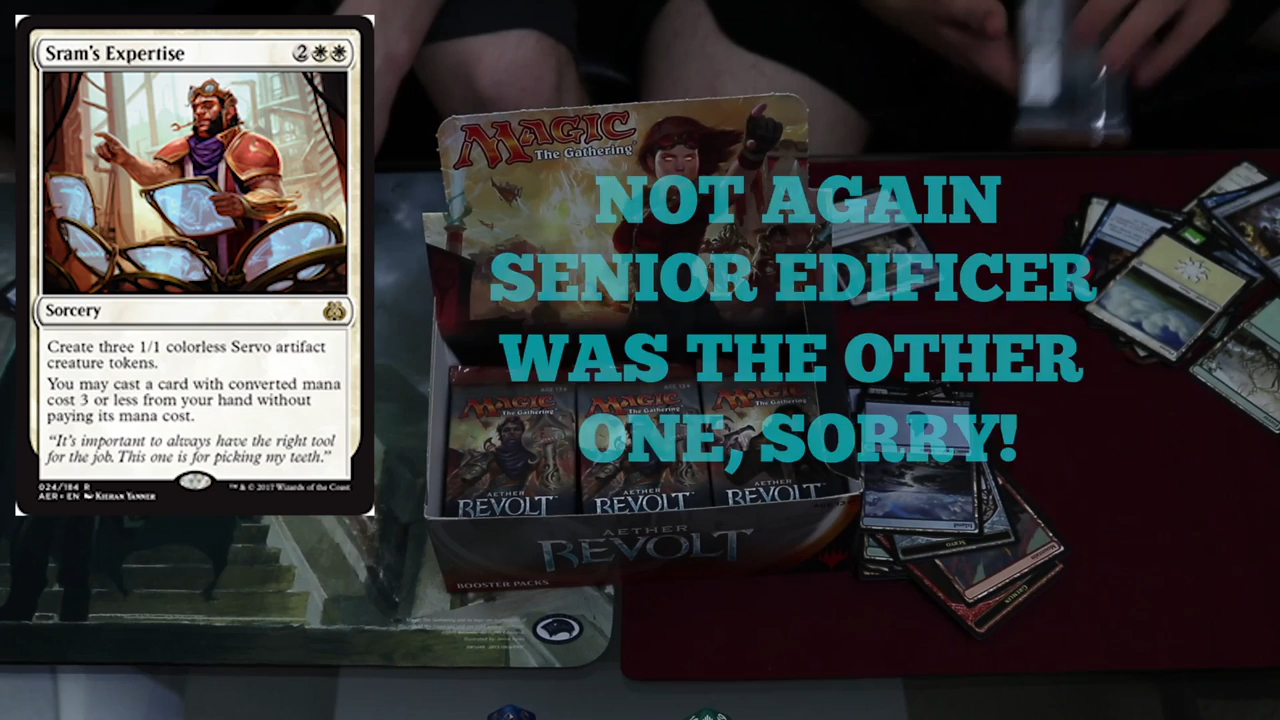 Sram's Expertise 2
Sorcery
Create three 1/1 colorless Servo artifact
creature tokens.
You may cast a card with converted mana
cost 3 or less from your hand without
paying its mana cost.
"It's important to always have the right tool
for the job. This one is for picking my teeth."
024/184 R
AER • EN Kieran Yanner
™ & © 2017 Wizards of the Coast
NOT AGAIN
SENIOR EDIFICER
WAS THE OTHER
ONE, SORRY!
MAGIC
The Gathering
MAGIC
The Gathering
AETHER
REVOLT
MAGIC
The Gathering
AETHER
REVOLT
MAGIC
The Gathering
AETHER
REVOLT
AETHER
REVOLT
BOOSTER PACKS
Island